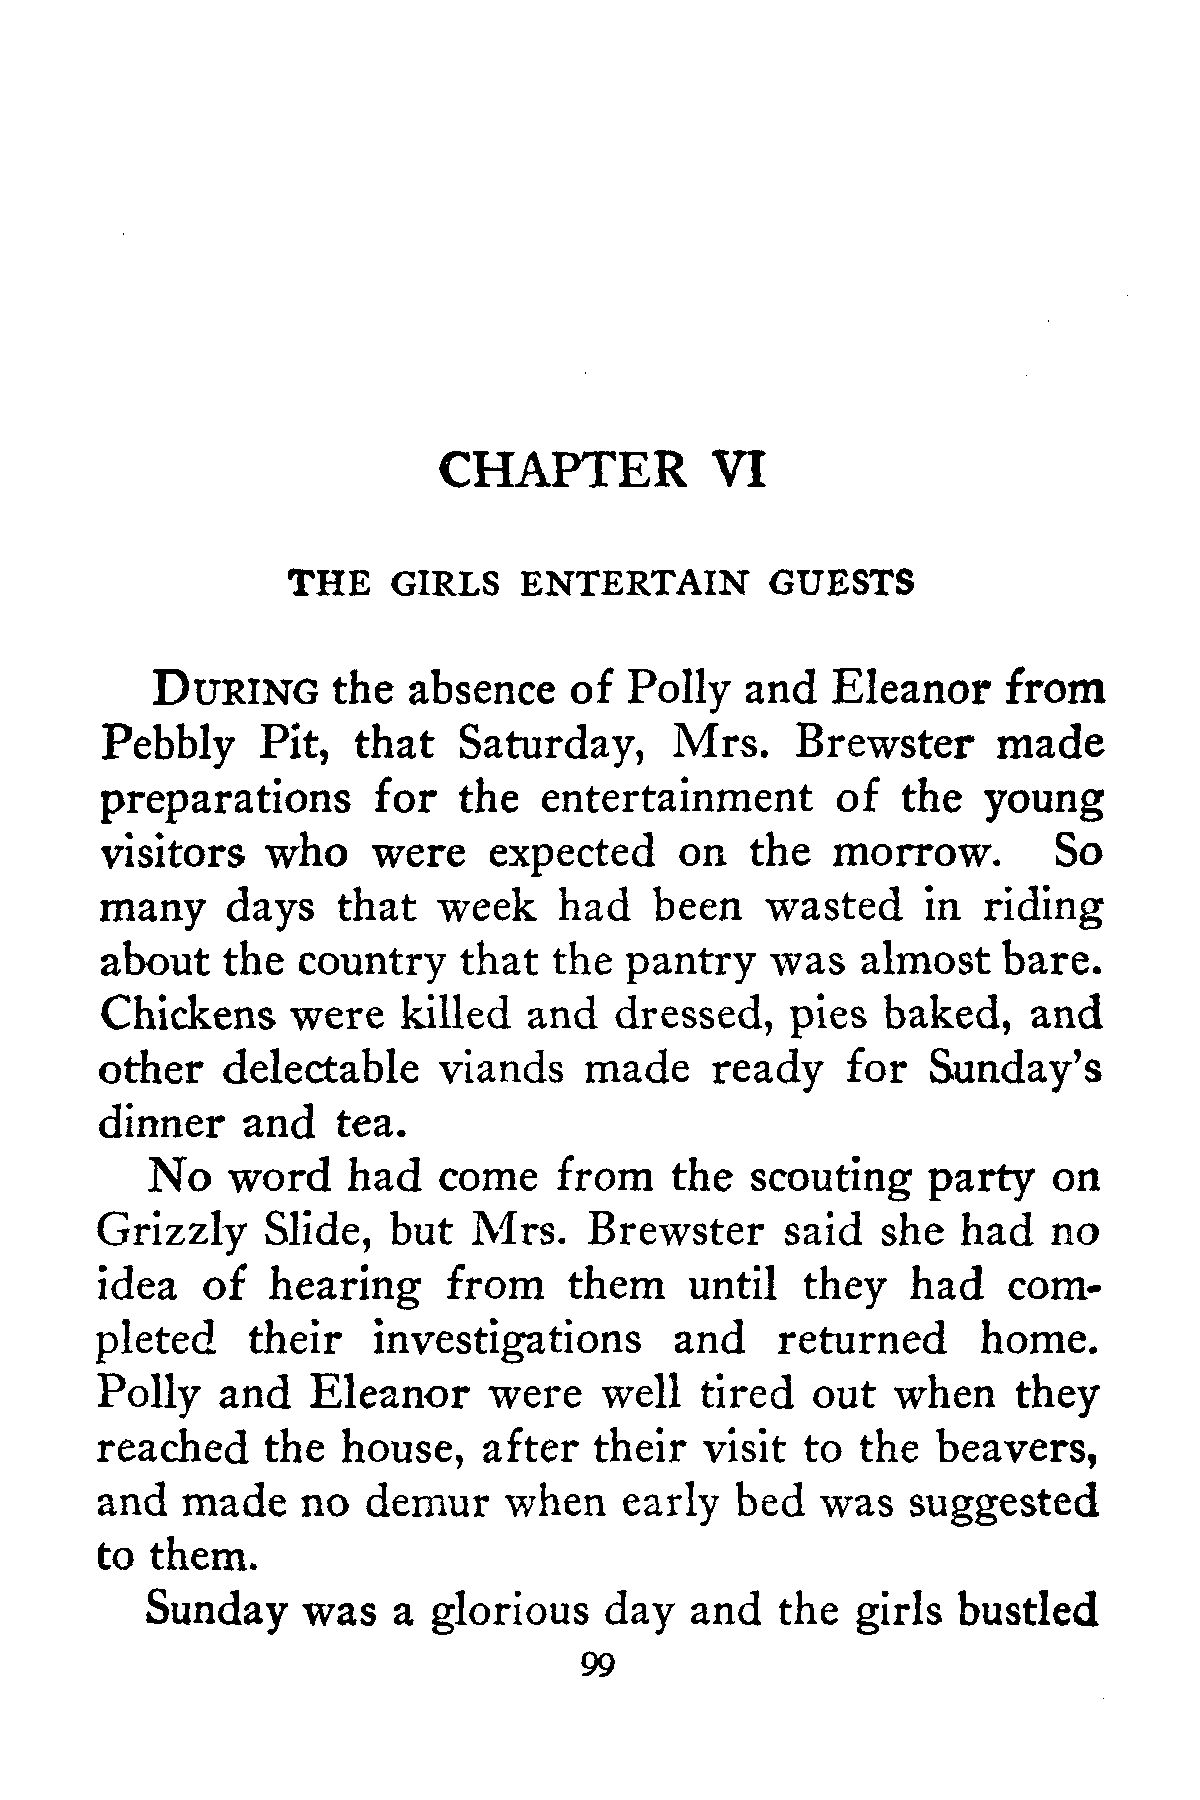 CHAPTER VI
THE GIRLS ENTERTAIN GUESTS
DURING the absence of Polly and Eleanor from
Pebbly Pit, that Saturday, Mrs. Brewster made
preparations for the entertainment of the young
visitors who were expected on the morrow. So
many days that week had been wasted in riding
about the country that the pantry was almost bare.
Chickens were killed and dressed, pies baked, and
other delectable viands made ready for Sunday's
dinner and tea.
No word had come from the scouting party on
Grizzly Slide, but Mrs. Brewster said she had no
idea of hearing from them until they had com-
pleted their investigations and returned home.
Polly and Eleanor were well tired out when they
reached the house, after their visit to the beavers,
and made no demur when early bed was suggested
to them.
Sunday was a glorious day and the girls bustled
99